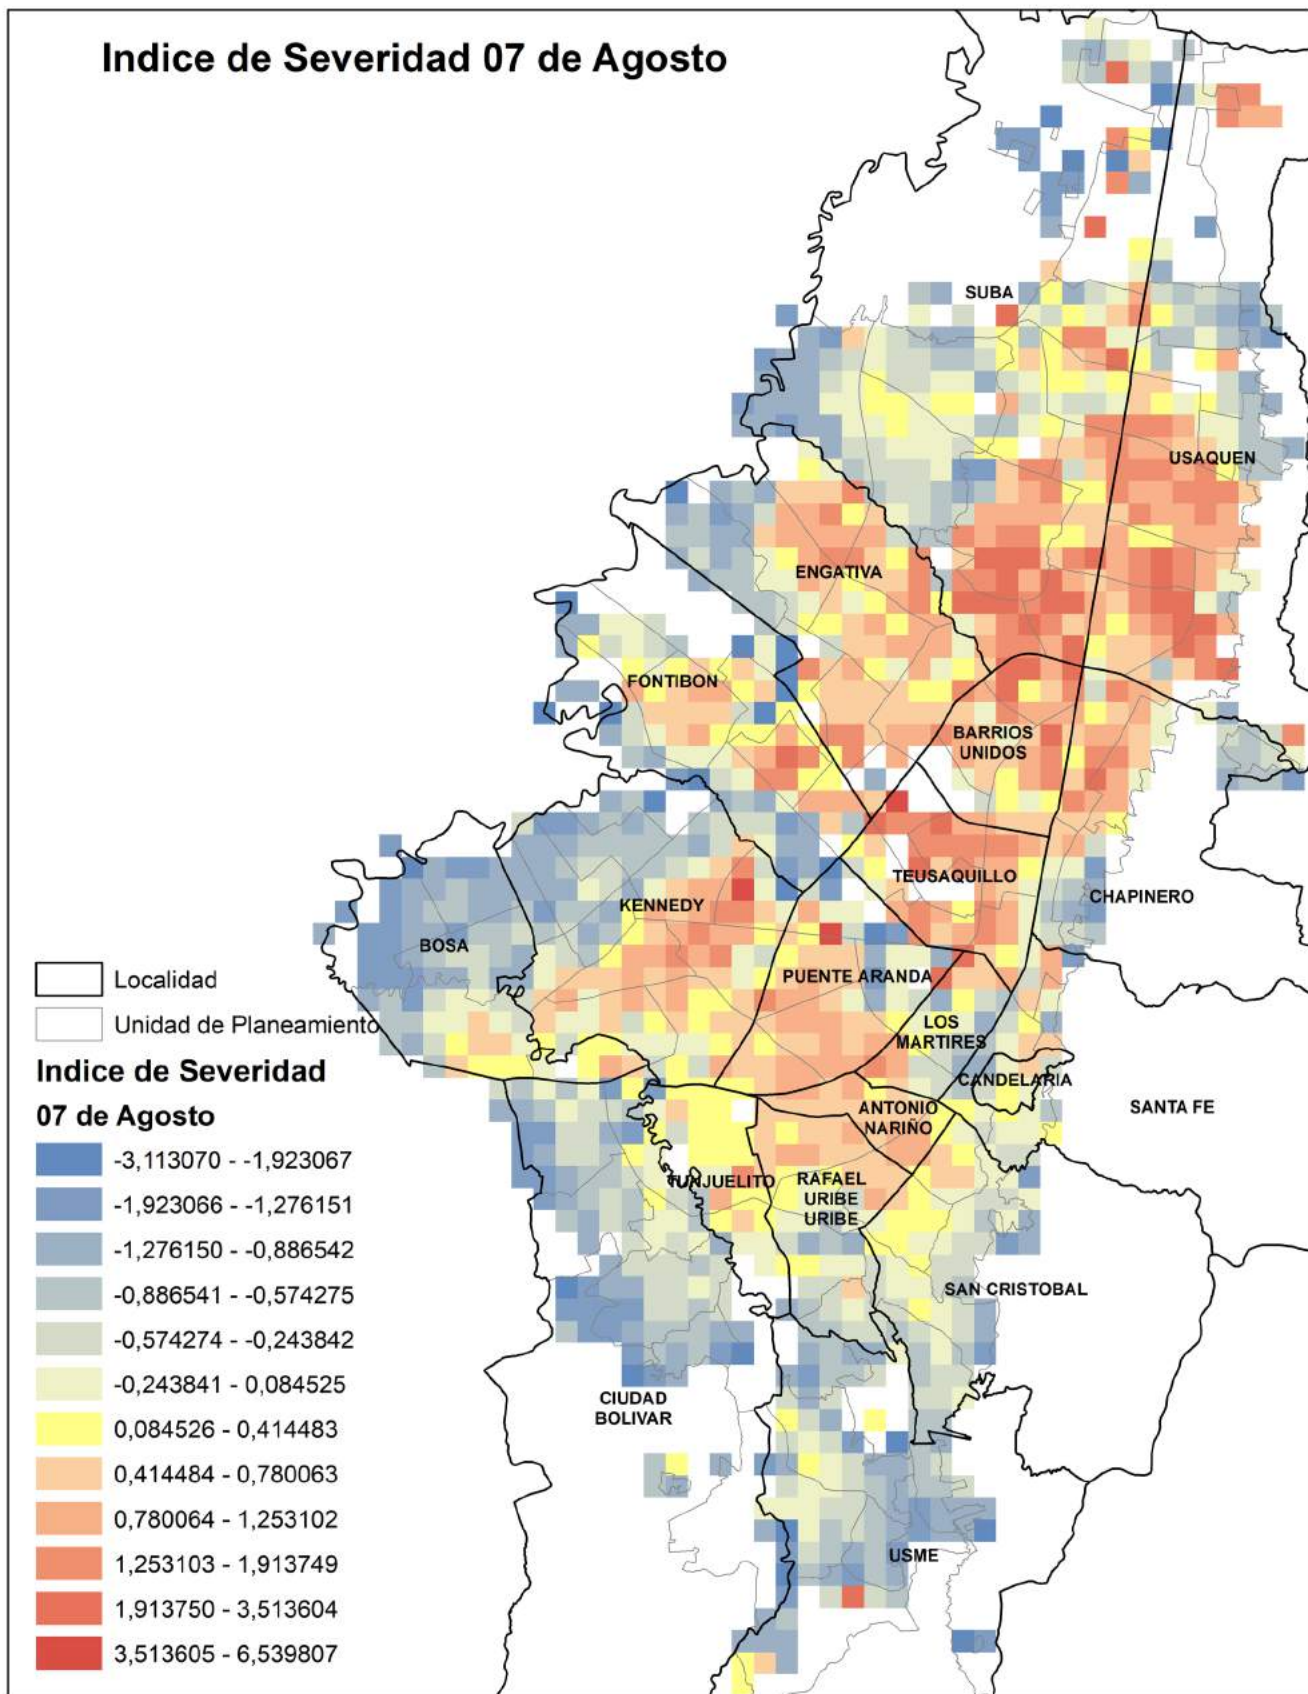 Indice de Severidad 07 de Agosto
SUBA
USAQUEN
ENGATIVA
FONTIBON
BARRIOS
UNIDOS
TEUSAQUILLO
CHAPINERO
KENNEDY
BOSA
PUENTE ARANDA
LOS
MARTIRES
CANDELARIA
SANTA FE
ANTONIO
NARIÑO
TUNJUELITO
RAFAEL
URIBE
URIBE
SAN CRISTOBAL
CIUDAD
BOLIVAR
USME
Localidad
Unidad de Planeamiento
Indice de Severidad
07 de Agosto
-3,113070 - -1,923067
-1,923066 - -1,276151
-1,276150 - -0,886542
-0,886541 - -0,574275
-0,574274 - -0,243842
-0,243841 - 0,084525
0,084526 - 0,414483
0,414484 - 0,780063
0,780064 - 1,253102
1,253103 - 1,913749
1,913750 - 3,513604
3,513605 - 6,539807